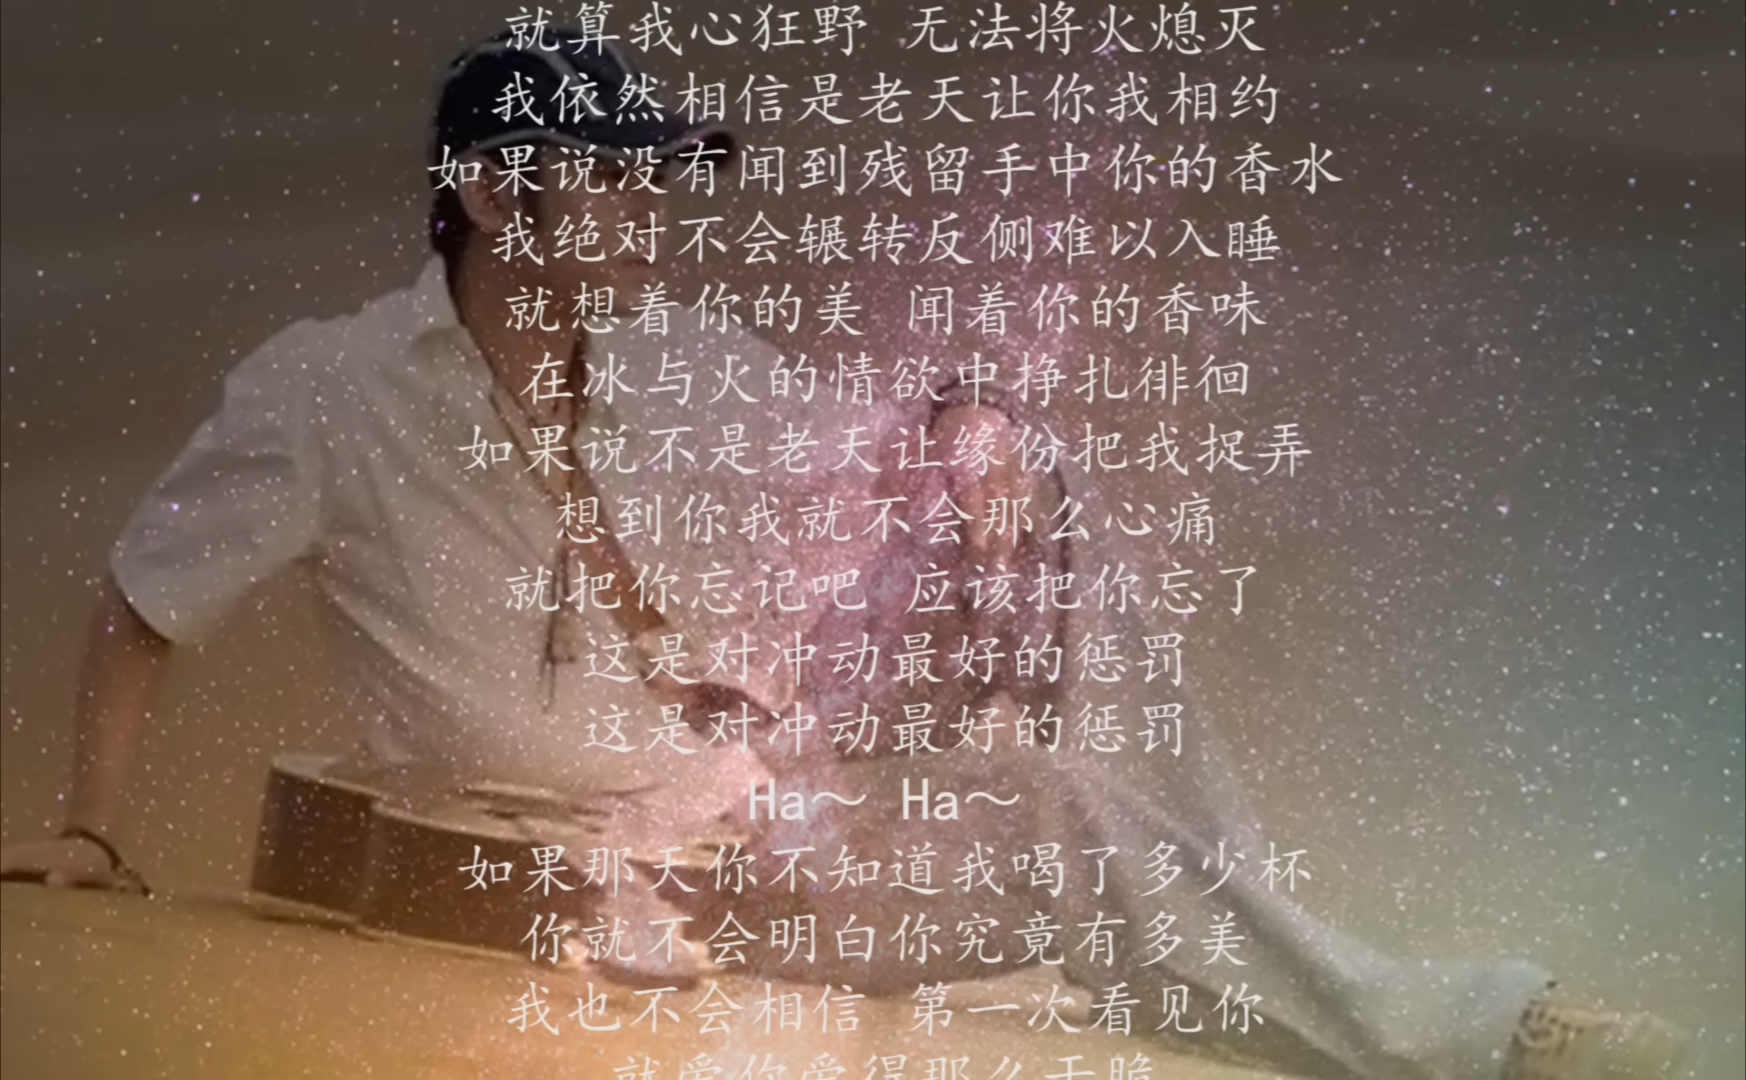 就算我心狂野 无法将火熄灭
我依然相信是老天让你我相约
如果说没有闻到残留手中你的香水
我绝对不会辗转反侧难以入睡
就想着你的美 闻着你的香味
在冰与火的情欲中挣扎徘徊
如果说不是老天让缘份把我捉弄
想到你我就不会那么心痛
就把你忘记吧 应该把你忘了
这是对冲动最好的惩罚
这是对冲动最好的惩罚
Ha～ Ha～
如果那天你不知道我喝了多少杯
你就不会明白你究竟有多美
我也不会相信 第一次看见你
就爱你爱得那么干脆